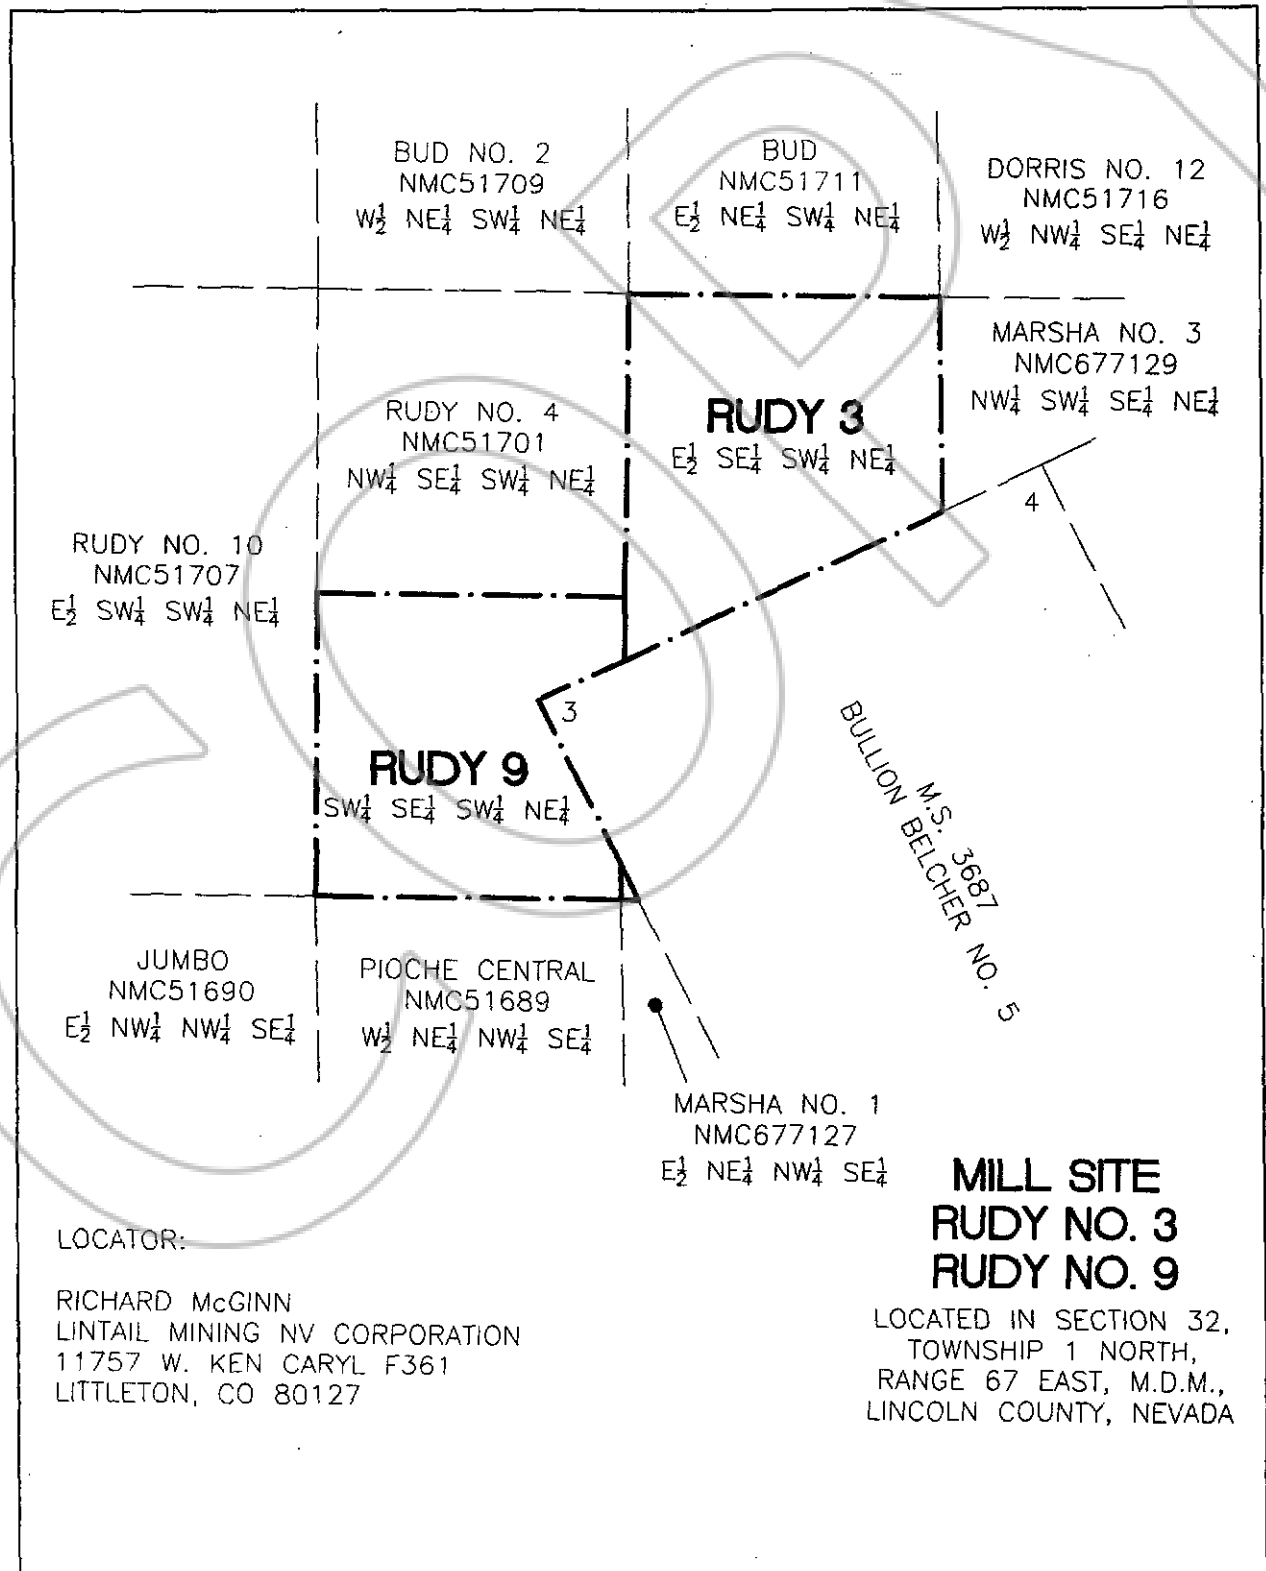 BUD NO. 2
NMC51709
W½ NE¼ SW¼ NE¼
BUD
NMC51711
E½ NE¼ SW¼ NE¼
DORRIS NO. 12
NMC51716
W½ NW¼ SE¼ NE¼
MARSHA NO. 3
NMC677129
NW¼ SW¼ SE¼ NE¼
RUDY NO. 4
NMC51701
NW¼ SE¼ SW¼ NE¼
RUDY 3
E½ SE¼ SW¼ NE¼
4
RUDY NO. 10
NMC51707
E½ SW¼ SW¼ NE¼
3
RUDY 9
SW¼ SE¼ SW¼ NE¼
M.S. 3687
BULLION BELCHER NO. 5
JUMBO
NMC51690
E½ NW¼ NW¼ SE¼
PIOCHE CENTRAL
NMC51689
W½ NE¼ NW¼ SE¼
MARSHA NO. 1
NMC677127
E½ NE¼ NW¼ SE¼
MILL SITE
RUDY NO. 3
RUDY NO. 9
LOCATED IN SECTION 32,
TOWNSHIP 1 NORTH,
RANGE 67 EAST, M.D.M.,
LINCOLN COUNTY, NEVADA
LOCATOR:
RICHARD McGINN
LINTAIL MINING NV CORPORATION
11757 W. KEN CARYL F361
LITTLETON, CO 80127
COPY